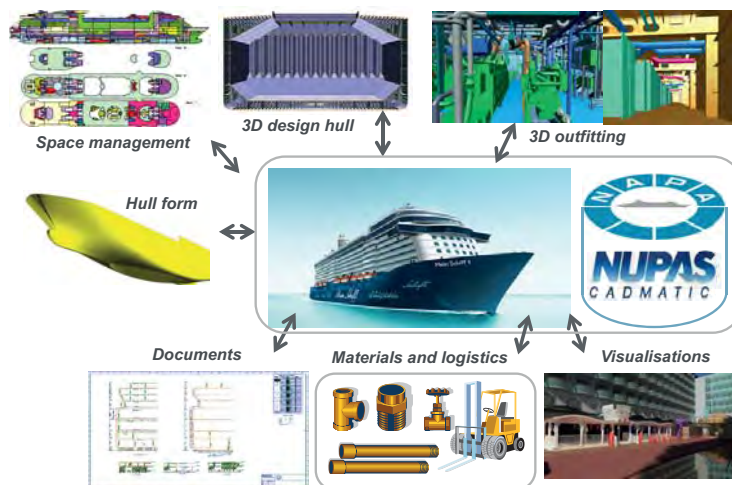 Space management
3D design hull
3D outfitting
Hull form
NAPA
NUPAS
CADMATIC
Documents
Materials and logistics
Visualisations